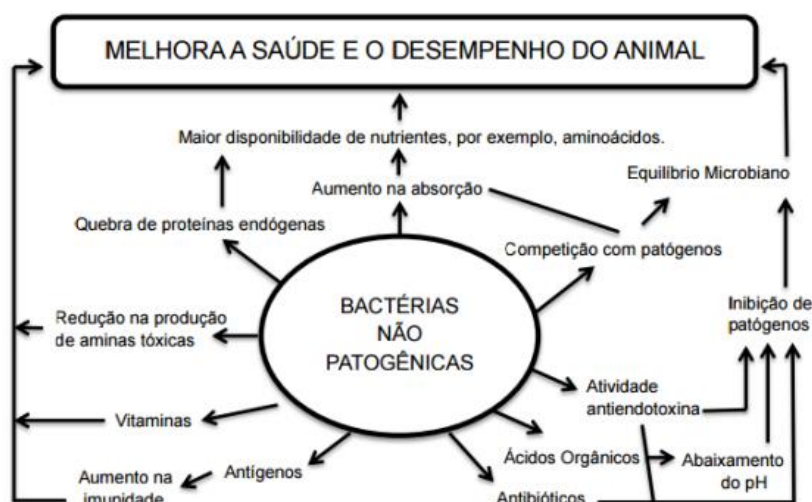 MELHORA A SAÚDE E O DESEMPENHO DO ANIMAL
Maior disponibilidade de nutrientes, por exemplo, aminoácidos.
Equilíbrio Microbiano
Aumento na absorção
Quebra de proteínas endógenas
Competição com patógenos
BACTÉRIAS
NÃO
PATOGÊNICAS
Inibição de
patógenos
Redução na produção
de aminas tóxicas
Atividade
antiendotoxina
Vitaminas
Ácidos Orgânicos
Abaixamento
do pH
Antígenos
Aumento na
imunidade
Antibióticos